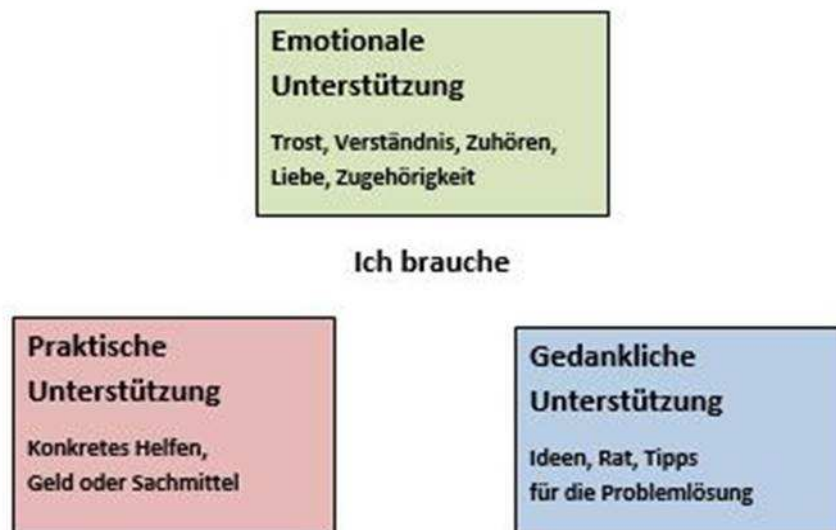 Emotionale
Unterstützung
Trost, Verständnis, Zuhören,
Liebe, Zugehörigkeit
Ich brauche
Praktische
Unterstützung
Konkretes Helfen,
Geld oder Sachmittel
Gedankliche
Unterstützung
Ideen, Rat, Tipps
für die Problemlösung